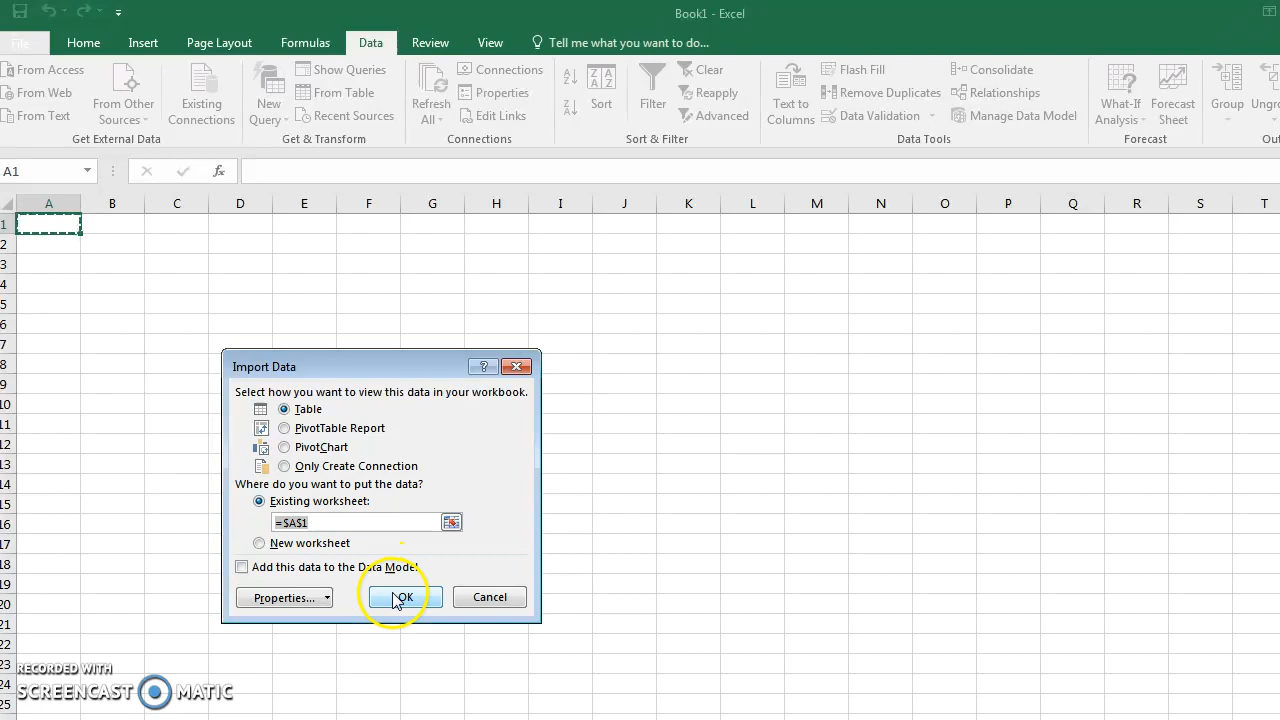 Book1 - Excel
File Home Insert Page Layout Formulas Data Review View Tell me what you want to do...
From Access
From Web
From Text
From Other
Sources
Existing
Connections
Get External Data
New
Query
Show Queries
From Table
Recent Sources
Get & Transform
Refresh
All
Connections
Properties
Edit Links
Connections
A
Z
Z
A
Z A
A Z
Sort
Filter
Clear
Reapply
Advanced
Sort & Filter
Text to
Columns
Flash Fill
Remove Duplicates
Data Validation
Consolidate
Relationships
Manage Data Model
Data Tools
What-If
Analysis
Forecast
Sheet
Forecast
Group
Ungro
Out
A1
fx
A B C D E F G H I J K L M N O P Q R S T
1
2
3
4
5
6
7
8
9
10
11
12
13
14
15
16
17
18
19
20
21
22
23
24
25
Import Data
?
Select how you want to view this data in your workbook.
Table
PivotTable Report
PivotChart
Only Create Connection
Where do you want to put the data?
Existing worksheet:
=$A$1
New worksheet
Add this data to the Data Model
Properties...
OK
Cancel
RECORDED WITH
SCREENCAST MATIC